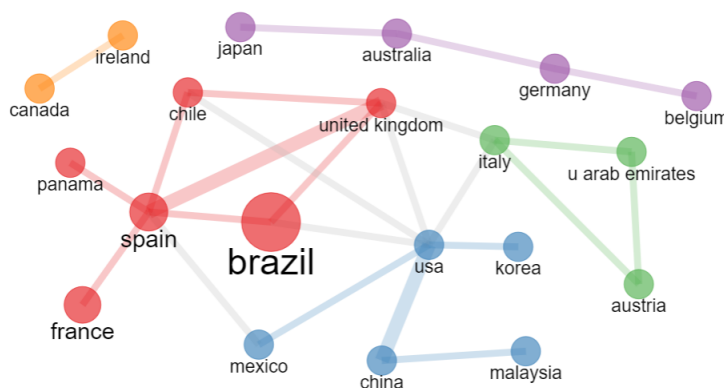 japan
australia
ireland
germany
canada
chile
united kingdom
belgium
italy
panama
u arab emirates
spain
brazil
usa
korea
austria
france
mexico
china
malaysia